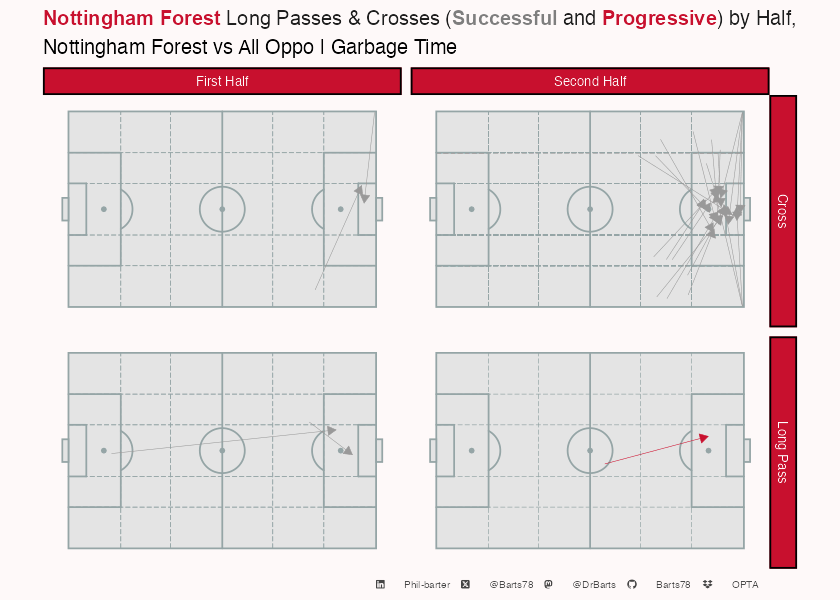 Nottingham Forest Long Passes & Crosses (Successful and Progressive) by Half,
Nottingham Forest vs All Oppo l Garbage Time
First Half
Second Half
Cross
Long Pass
Phil-barter @Barts78 @DrBarts Barts78 OPTA